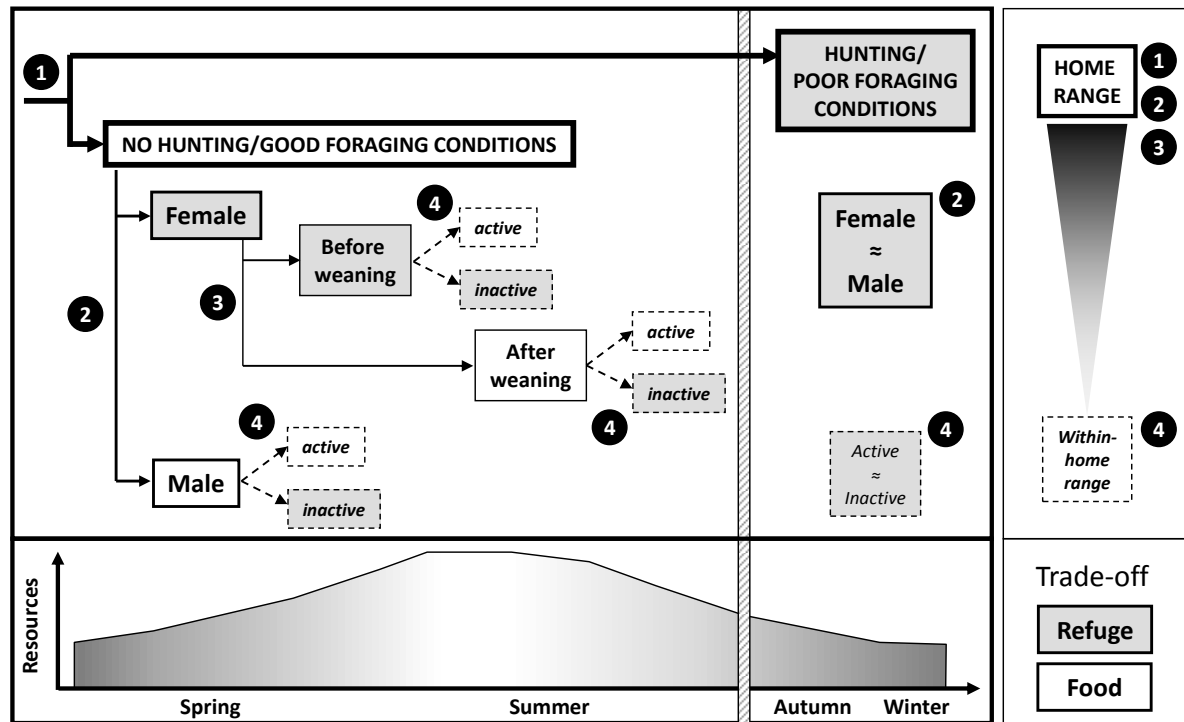 1
HUNTING/
POOR FORAGING
CONDITIONS
NO HUNTING/GOOD FORAGING CONDITIONS
2
Female
3
Before
weaning
4
active
inactive
After
weaning
active
inactive
4
Male
4
active
inactive
Female
≈
Male
2
Active
≈
Inactive
4
HOME
RANGE
1
2
3
Within-
home
range
4
Resources
Spring
Summer
Autumn
Winter
Trade-off
Refuge
Food